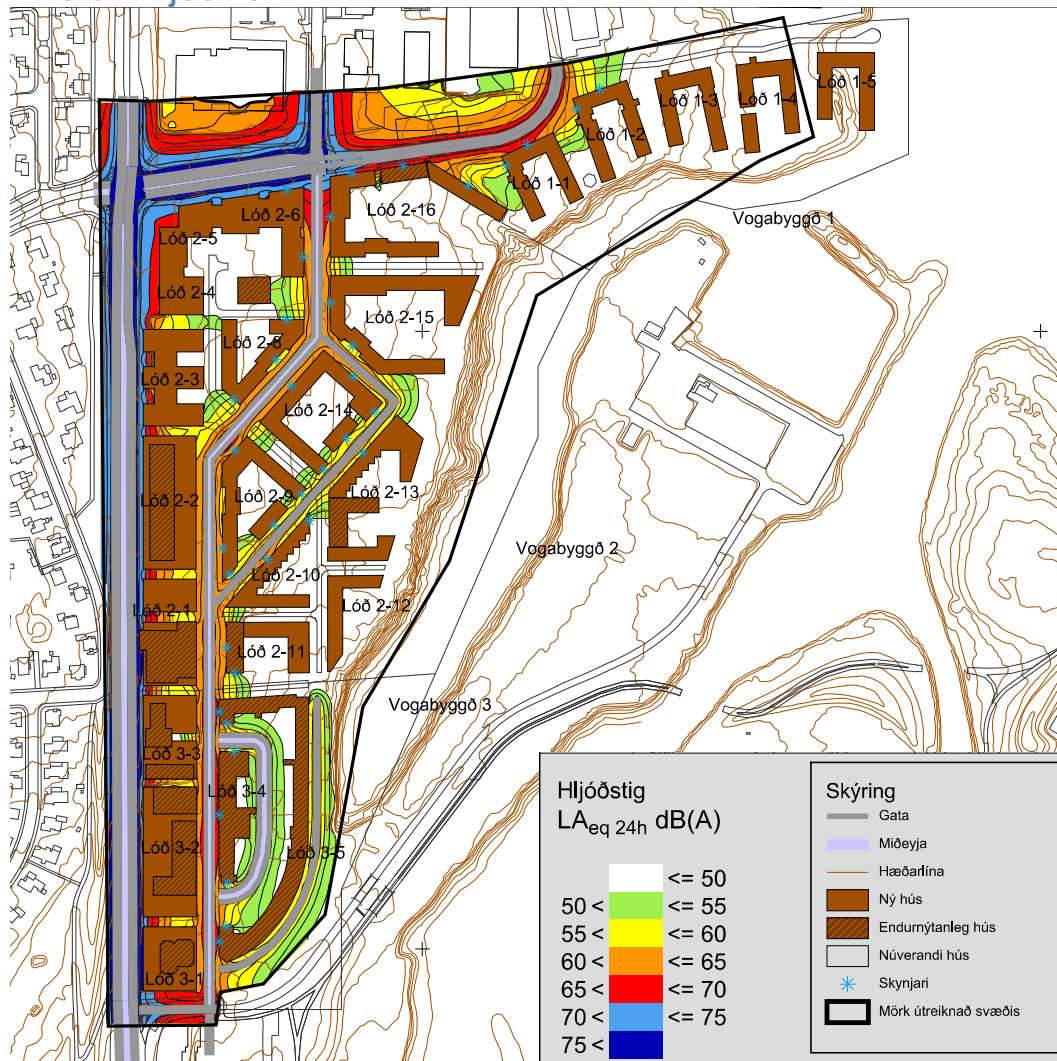 Lóð 1-5
Lóð 1-4
Lóð 1-3
Lóð 1-2
Lóð 1-1
Lóð 2-16
Lóð 2-6
Lóð 2-5
Vogabyggð 1
Lóð 2-4
Lóð 2-15
Lóð 2-8
Lóð 2-3
Lóð 2-14
Lóð 2-2
Lóð 2-9
Lóð 2-13
Vogabyggð 2
Lóð 2-10
Lóð 2-1
Lóð 2-12
Lóð 2-11
Vogabyggð 3
Lóð 3-3
Lóð 3-4
Lóð 3-2
Lóð 3-5
Lóð 3-1
Hljóðstig
LAeq 24h dB(A)
<= 50
50 < <= 55
55 < <= 60
60 < <= 65
65 < <= 70
70 < <= 75
75 <
Skýring
Gata
Miðeyja
Hæðarlína
Ný hús
Endurnýtanleg hús
Núverandi hús
Skynjari
Mörk útreiknað svæðis